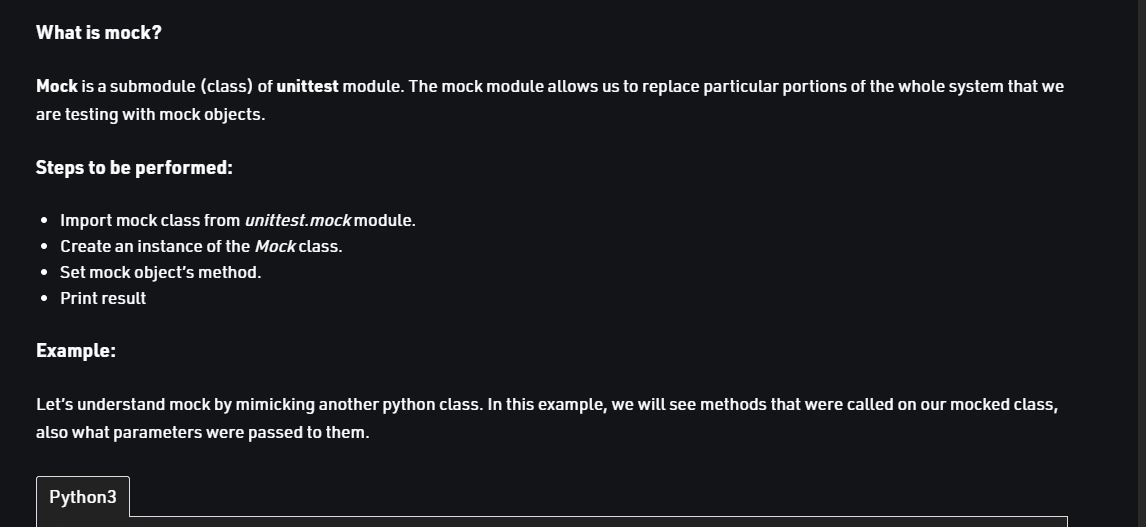 What is mock?
Mock is a submodule (class) of unittest module. The mock module allows us to replace particular portions of the whole system that we
are testing with mock objects.
Steps to be performed:
• Import mock class from unittest.mock module.
• Create an instance of the Mock class.
• Set mock object's method.
• Print result
Example:
Let's understand mock by mimicking another python class. In this example, we will see methods that were called on our mocked class,
also what parameters were passed to them.
Python3